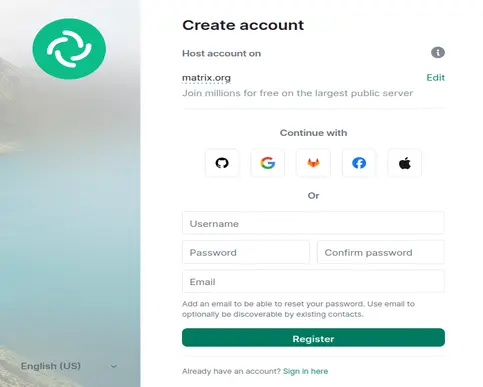 Create account
Host account on
matrix.org
Edit
Join millions for free on the largest public server
Continue with
Or
Username
Password
Confirm password
Email
Add an email to be able to reset your password. Use email to
optionally be discoverable by existing contacts.
Register
Already have an account? Sign in here
English (US)